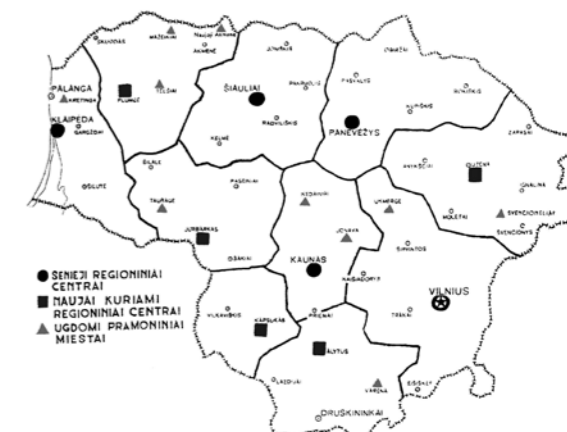 SKUODAS
MAŽEIKIAI
NAUJOJI AKMENĖ
AKMENĖ
JONIŠKIS
BIRŽAI
PALANGA
KRETINGA
PLUNGĖ
TELŠIAI
ŠIAULIAI
PAKRUOJIS
PASVALYS
ROKIŠKIS
KLAIPĖDA
GARGŽDAI
RADVILIŠKIS
PANEVĖŽYS
KUPIŠKIS
ZARASAI
KELMĖ
ŠILALĖ
ANYKŠČIAI
UTENA
IGNALINA
ŠILUTĖ
TAURAGĖ
RASEINIAI
KĖDAINIAI
UKMERGĖ
MOLĖTAI
ŠVENČIONĖLIAI
ŠVENČIONYS
JURBARKAS
JONAVA
ŠIRVINTOS
ŠAKIAI
KAUNAS
KAIŠIADORYS
VILNIUS
VILKAVIŠKIS
KAPSUKAS
PRIENAI
TRAKAI
ALYTUS
LAZDIJAI
VARĖNA
EIŠIŠKĖS
DRUSKININKAI
SENIEJI REGIONINIAI
CENTRAI
NAUJAI KURIAMI
REGIONINIAI CENTRAI
UGDOMI PRAMONINIAI
MIESTAI